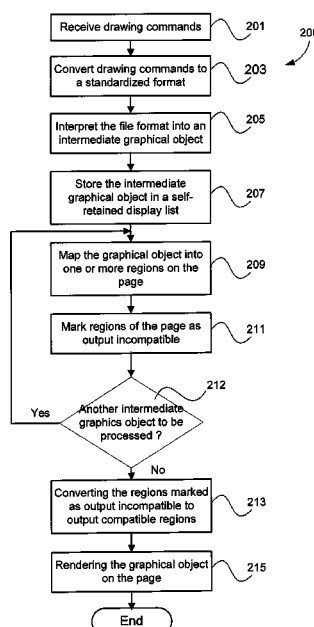 Receive drawing commands
201
200
Convert drawing commands to
a standardized format
203
Interpret the file format into an
intermediate graphical object
205
Store the intermediate
graphical object in a self-
retained display list
207
Map the graphical object into
one or more regions on the
page
209
Mark regions of the page as
output incompatible
211
212
Another intermediate
graphics object to be
processed ?
Yes
No
Converting the regions marked
as output incompatible to
output compatible regions
213
Rendering the graphical object
on the page
215
End